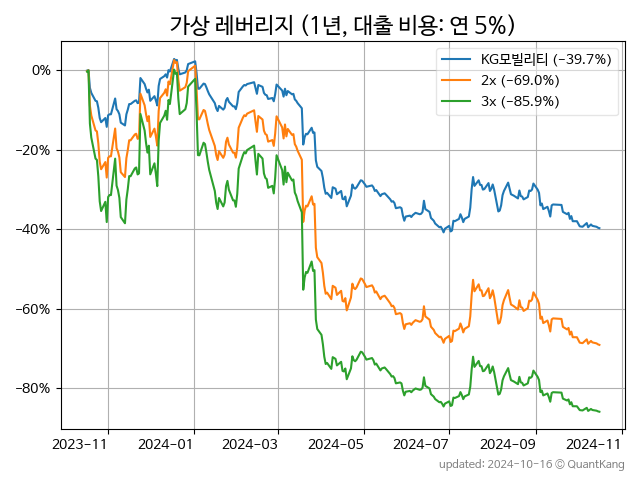 가상 레버리지 (1년, 대출 비용: 연 5%)
KG모빌리티 (−39.7%)
2x (−69.0%)
3x (−85.9%)
0%
−20%
−40%
−60%
−80%
2023-11 2024-01 2024-03 2024-05 2024-07 2024-09 2024-11
updated: 2024-10-16 © QuantKang